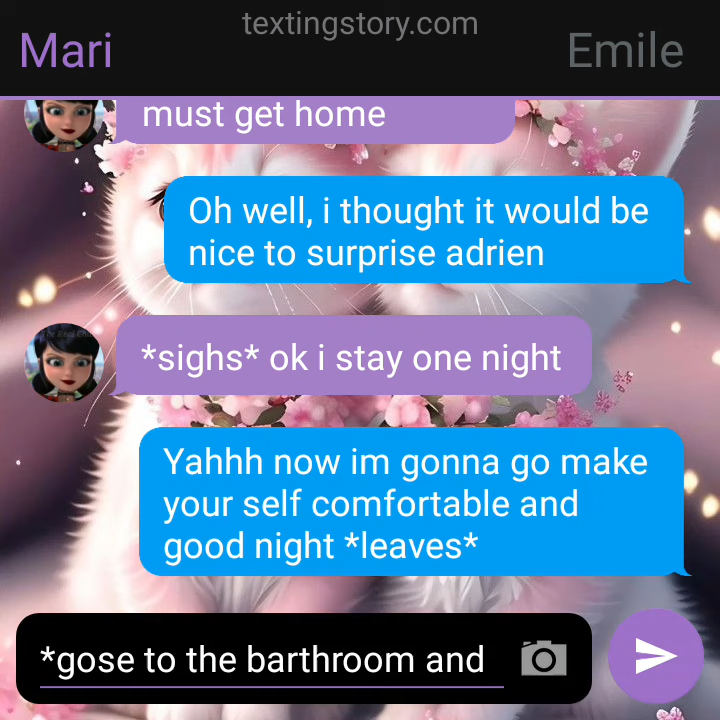 textingstory.com
Mari
Emile
must get home
Oh well, i thought it would be
nice to surprise adrien
*sighs* ok i stay one night
Yahhh now im gonna go make
your self comfortable and
good night *leaves*
*gose to the barthroom and